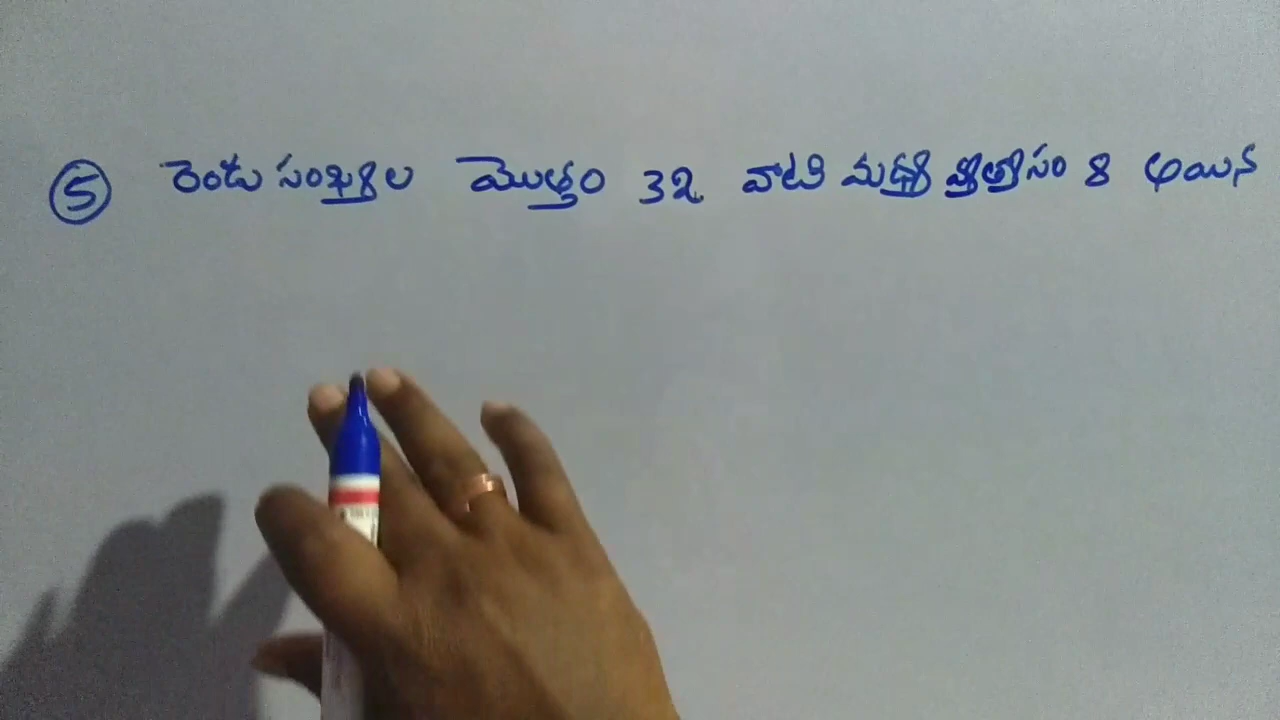 ⑤ రెండు సంఖ్యల మొత్తం 32 వాటి మధ్య వ్యత్యాసం 8 అయిన